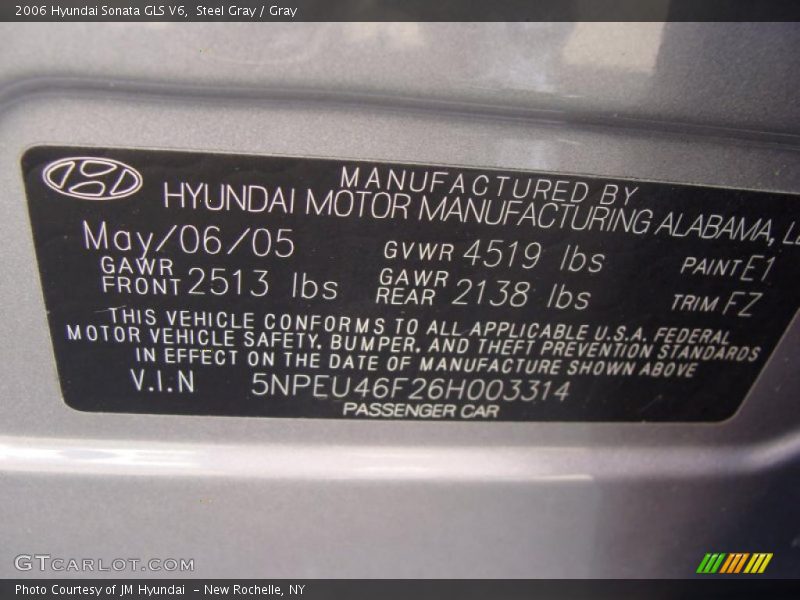 2006 Hyundai Sonata GLS V6, Steel Gray / Gray
MANUFACTURED BY
HYUNDAI MOTOR MANUFACTURING ALABAMA,
May/06/05 GVWR 4519 lbs PAINT E1
GAWR FRONT 2513 lbs GAWR REAR 2138 lbs TRIM FZ
THIS VEHICLE CONFORMS TO ALL APPLICABLE U.S.A. FEDERAL
MOTOR VEHICLE SAFETY, BUMPER, AND THEFT PREVENTION STANDARDS
IN EFFECT ON THE DATE OF MANUFACTURE SHOWN ABOVE
V.I.N 5NPEU46F26H003314
PASSENGER CAR
GTCARLOT.COM
Photo Courtesy of JM Hyundai - New Rochelle, NY